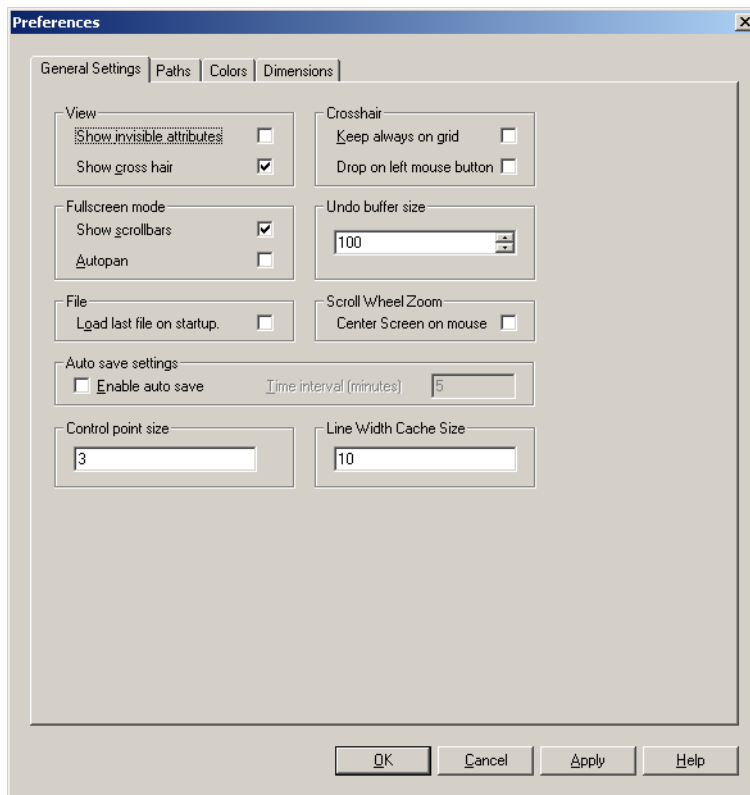 Preferences
General Settings Paths Colors Dimensions
View
Show invisible attributes
Show cross hair
Crosshair
Keep always on grid
Drop on left mouse button
Fullscreen mode
Show scrollbars
Autopan
Undo buffer size
100
File
Load last file on startup.
Scroll Wheel Zoom
Center Screen on mouse
Auto save settings
Enable auto save Time interval (minutes) 5
Control point size
3
Line Width Cache Size
10
OK Cancel Apply Help